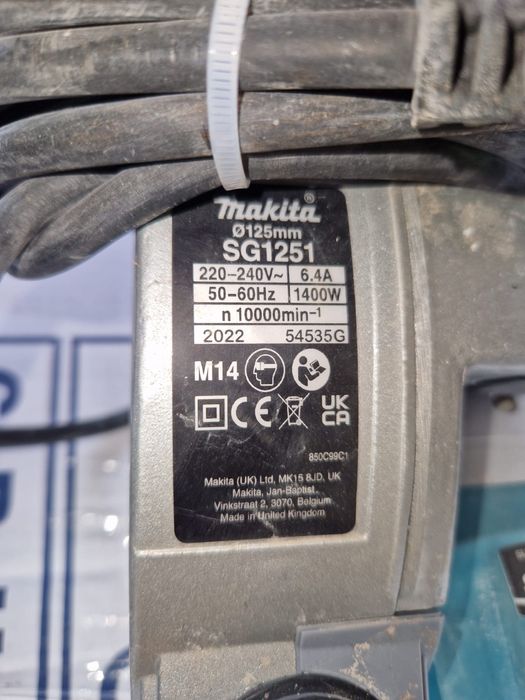 makita®
Ø125mm
SG1251
220-240V~ 6.4A
50-60Hz 1400W
n 10000min⁻¹
2022 54535G
M14
CE UK
CA
850C99C1
Makita (UK) Ltd, MK15 8JD, UK
Makita, Jan-Baptist
Vinkstraat 2, 3070, Belgium
Made in United Kingdom